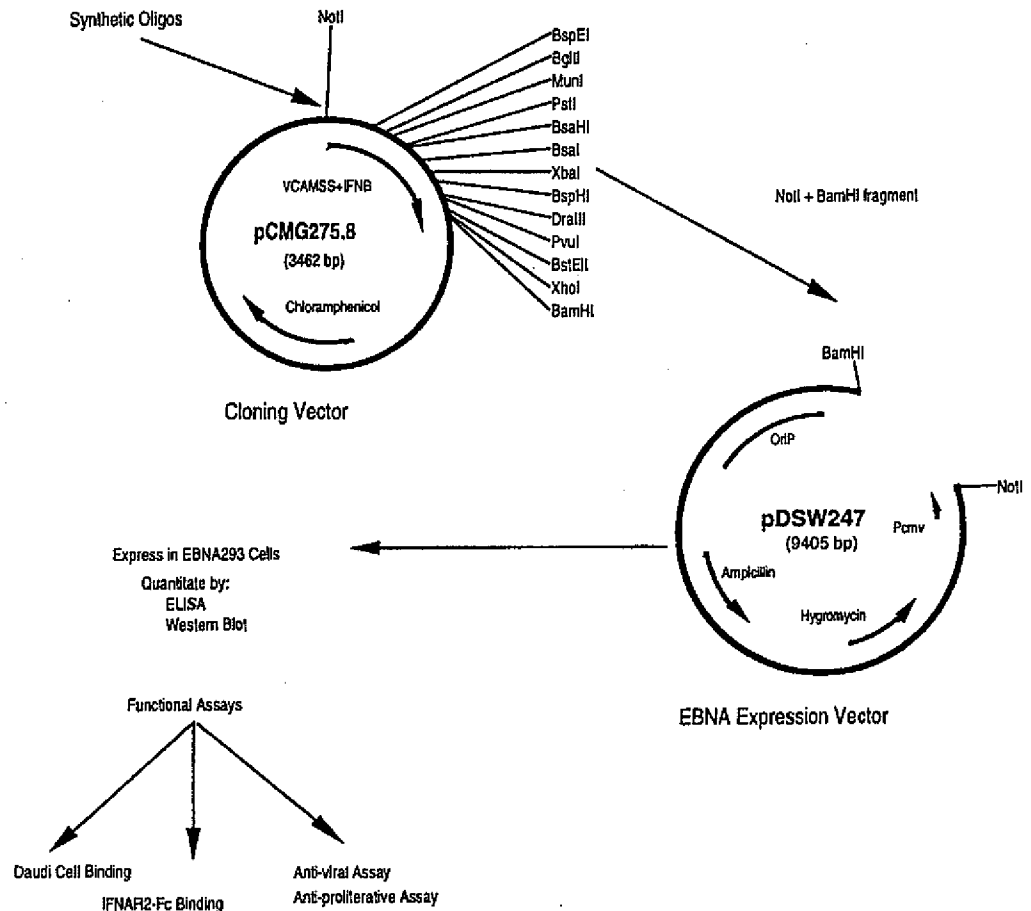 Synthetic Oligos
NotI
BspEI
BglII
MunI
PstI
BsaHI
BsaI
XbaI
BspHI
DraIII
PvuI
BstEII
XhoI
BamHI
VCAMSS+IFNB
pCMG275.8
(3462 bp)
Chloramphenicol
Cloning Vector
NotI + BamHI fragment
BamHI
OriP
NotI
pDSW247
(9405 bp)
Pcmv
Ampicillin
Hygromycin
EBNA Expression Vector
Express in EBNA293 Cells
Quantitate by:
ELISA
Western Blot
Functional Assays
Daudi Cell Binding
IFNAR2-Fc Binding
Anti-viral Assay
Anti-proliterative Assay